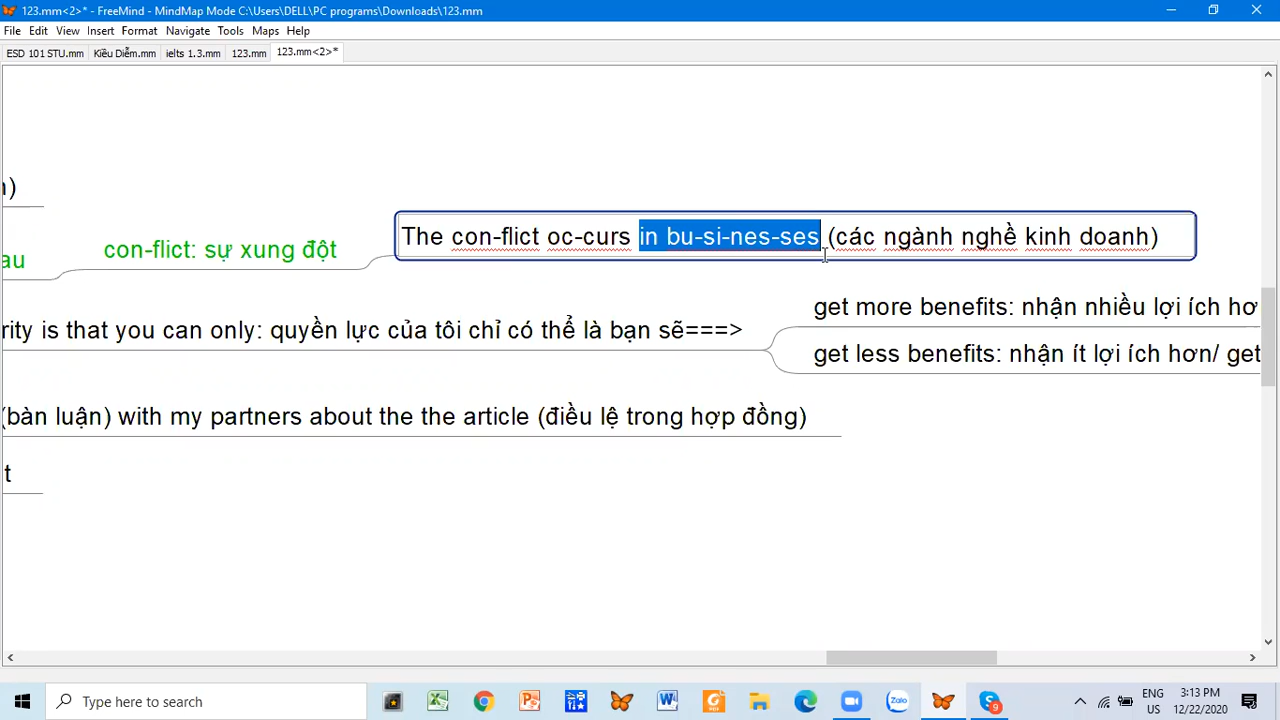 123.mm<2>* - FreeMind - MindMap Mode C:\Users\DELL\PC programs\Downloads\123.mm
File Edit View Insert Format Navigate Tools Maps Help
ESD 101 STU.mm Kiều Diễm.mm ielts 1.3.mm 123.mm 123.mm<2>*
n)
The con-flict oc-curs in bu-si-nes-ses (các ngành nghề kinh doanh)
con-flict: sự xung đột
au
get more benefits: nhận nhiều lợi ích hơ
rity is that you can only: quyền lực của tôi chỉ có thể là bạn sẽ===>
get less benefits: nhận ít lợi ích hơn/ get
(bàn luận) with my partners about the the article (điều lệ trong hợp đồng)
t
Type here to search
ENG
US
3:13 PM
12/22/2020
9